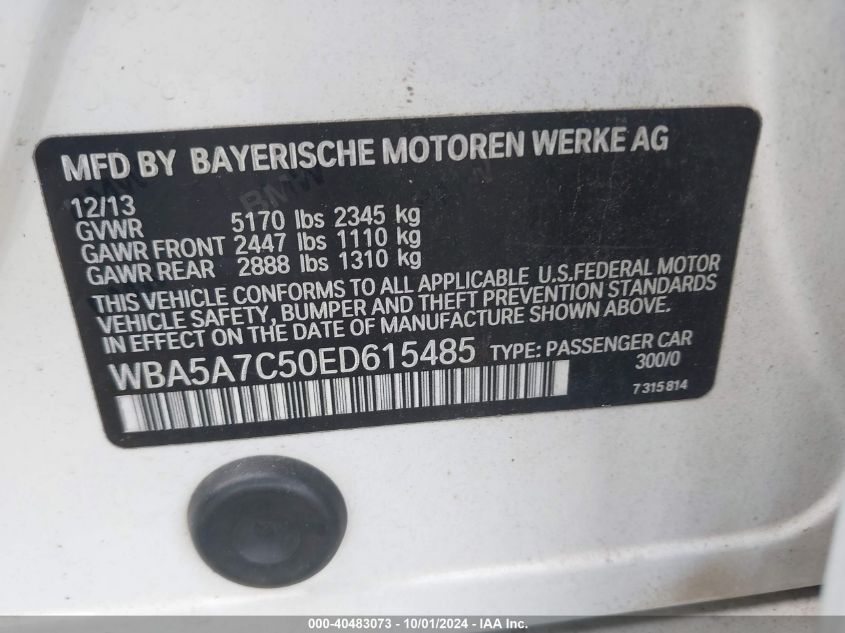 MFD BY BAYERISCHE MOTOREN WERKE AG
12/13
GVWR 5170 lbs 2345 kg
GAWR FRONT 2447 lbs 1110 kg
GAWR REAR 2888 lbs 1310 kg
THIS VEHICLE CONFORMS TO ALL APPLICABLE U.S.FEDERAL MOTOR
VEHICLE SAFETY, BUMPER AND THEFT PREVENTION STANDARDS
IN EFFECT ON THE DATE OF MANUFACTURE SHOWN ABOVE.
WBA5A7C50ED615485 TYPE: PASSENGER CAR
300/0
7 315 814
000-40483073 - 10/01/2024 - IAA Inc.